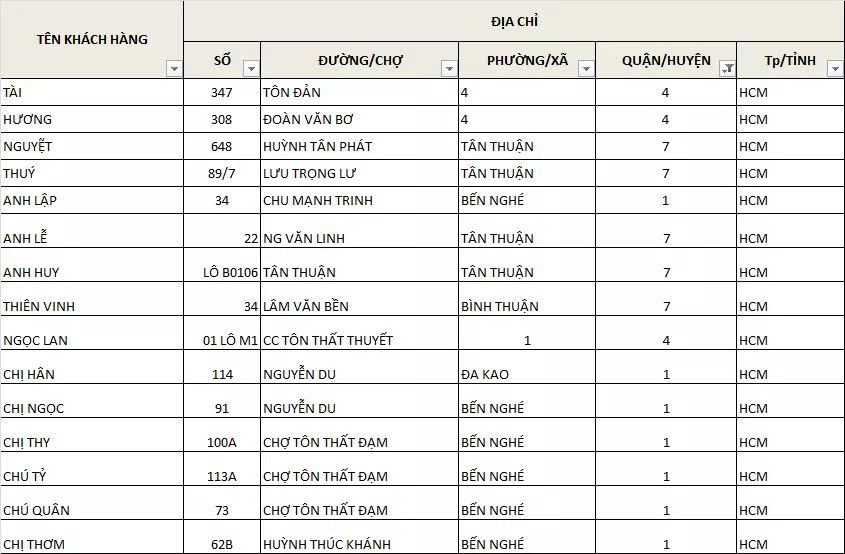 TÊN KHÁCH HÀNG ĐỊA CHỈ
SỐ ĐƯỜNG/CHỢ PHƯỜNG/XÃ QUẬN/HUYỆN Tp/TỈNH
TÀI 347 TÔN ĐẢN 4 4 HCM
HƯƠNG 308 ĐOÀN VĂN BƠ 4 4 HCM
NGUYỆT 648 HUỲNH TẤN PHÁT TÂN THUẬN 7 HCM
THUÝ 89/7 LƯU TRỌNG LƯ TÂN THUẬN 7 HCM
ANH LẬP 34 CHU MẠNH TRINH BẾN NGHÉ 1 HCM
ANH LỄ 22 NG VĂN LINH TÂN THUẬN 7 HCM
ANH HUY LÔ B0106 TÂN THUẬN TÂN THUẬN 7 HCM
THIÊN VINH 34 LÂM VĂN BỀN BÌNH THUẬN 7 HCM
NGỌC LAN 01 LÔ M1 CC TÔN THẤT THUYẾT 1 4 HCM
CHỊ HÂN 114 NGUYỄN DU ĐA KAO 1 HCM
CHỊ NGỌC 91 NGUYỄN DU BẾN NGHÉ 1 HCM
CHỊ THY 100A CHỢ TÔN THẤT ĐẠM BẾN NGHÉ 1 HCM
CHÚ TỶ 113A CHỢ TÔN THẤT ĐẠM BẾN NGHÉ 1 HCM
CHÚ QUÂN 73 CHỢ TÔN THẤT ĐẠM BẾN NGHÉ 1 HCM
CHỊ THƠM 62B HUỲNH THÚC KHÁNH BẾN NGHÉ 1 HCM